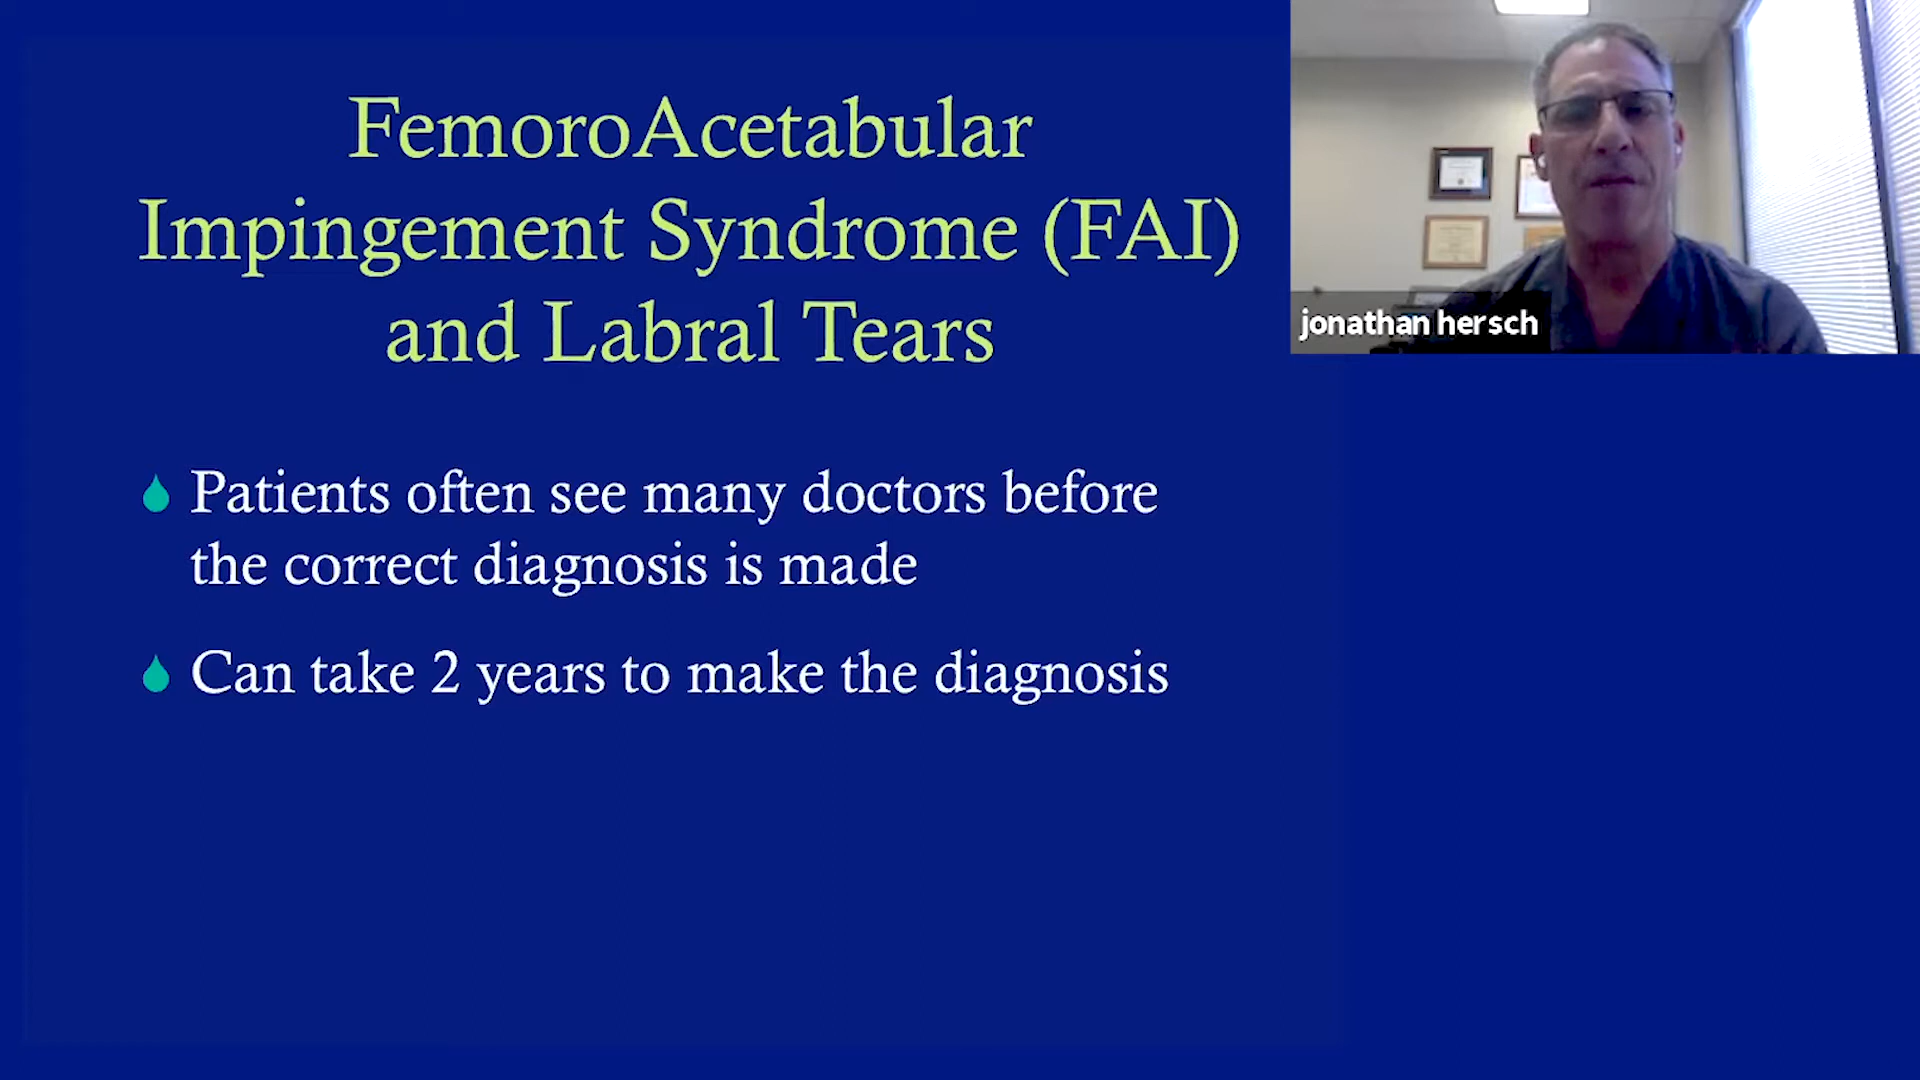 FemoroAcetabular
Impingement Syndrome (FAI)
and Labral Tears
jonathan hersch
Patients often see many doctors before
the correct diagnosis is made
Can take 2 years to make the diagnosis